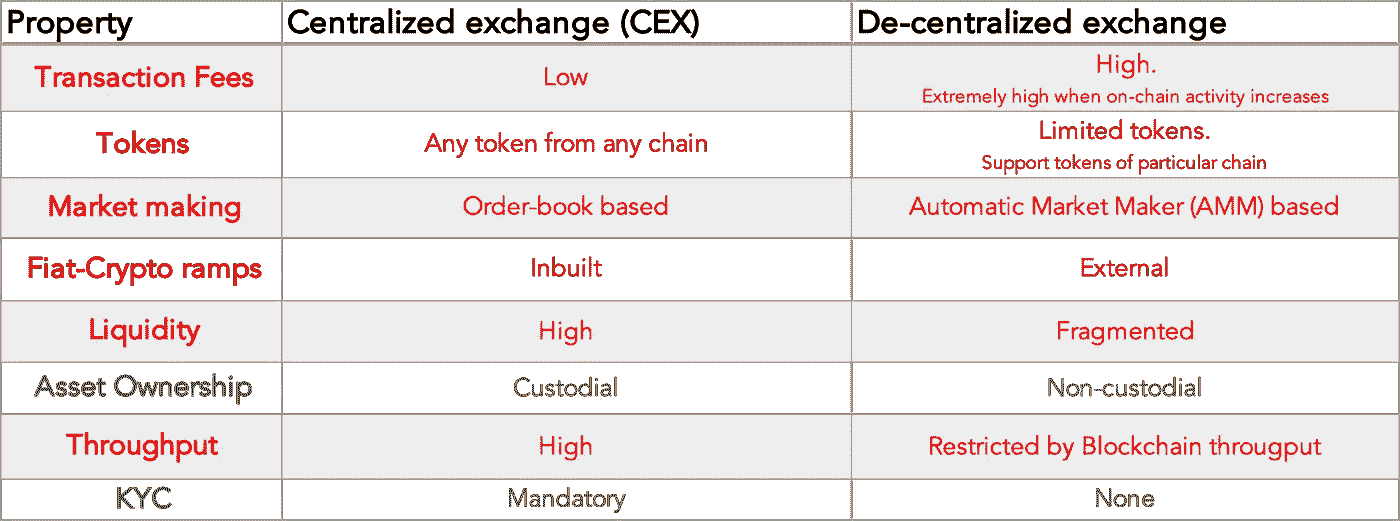 Property Centralized exchange (CEX) De-centralized exchange
Transaction Fees Low High.
Extremely high when on-chain activity increases
Tokens Any token from any chain Limited tokens.
Support tokens of particular chain
Market making Order-book based Automatic Market Maker (AMM) based
Fiat-Crypto ramps Inbuilt External
Liquidity High Fragmented
Asset Ownership Custodial Non-custodial
Throughput High Restricted by Blockchain througput
KYC Mandatory None